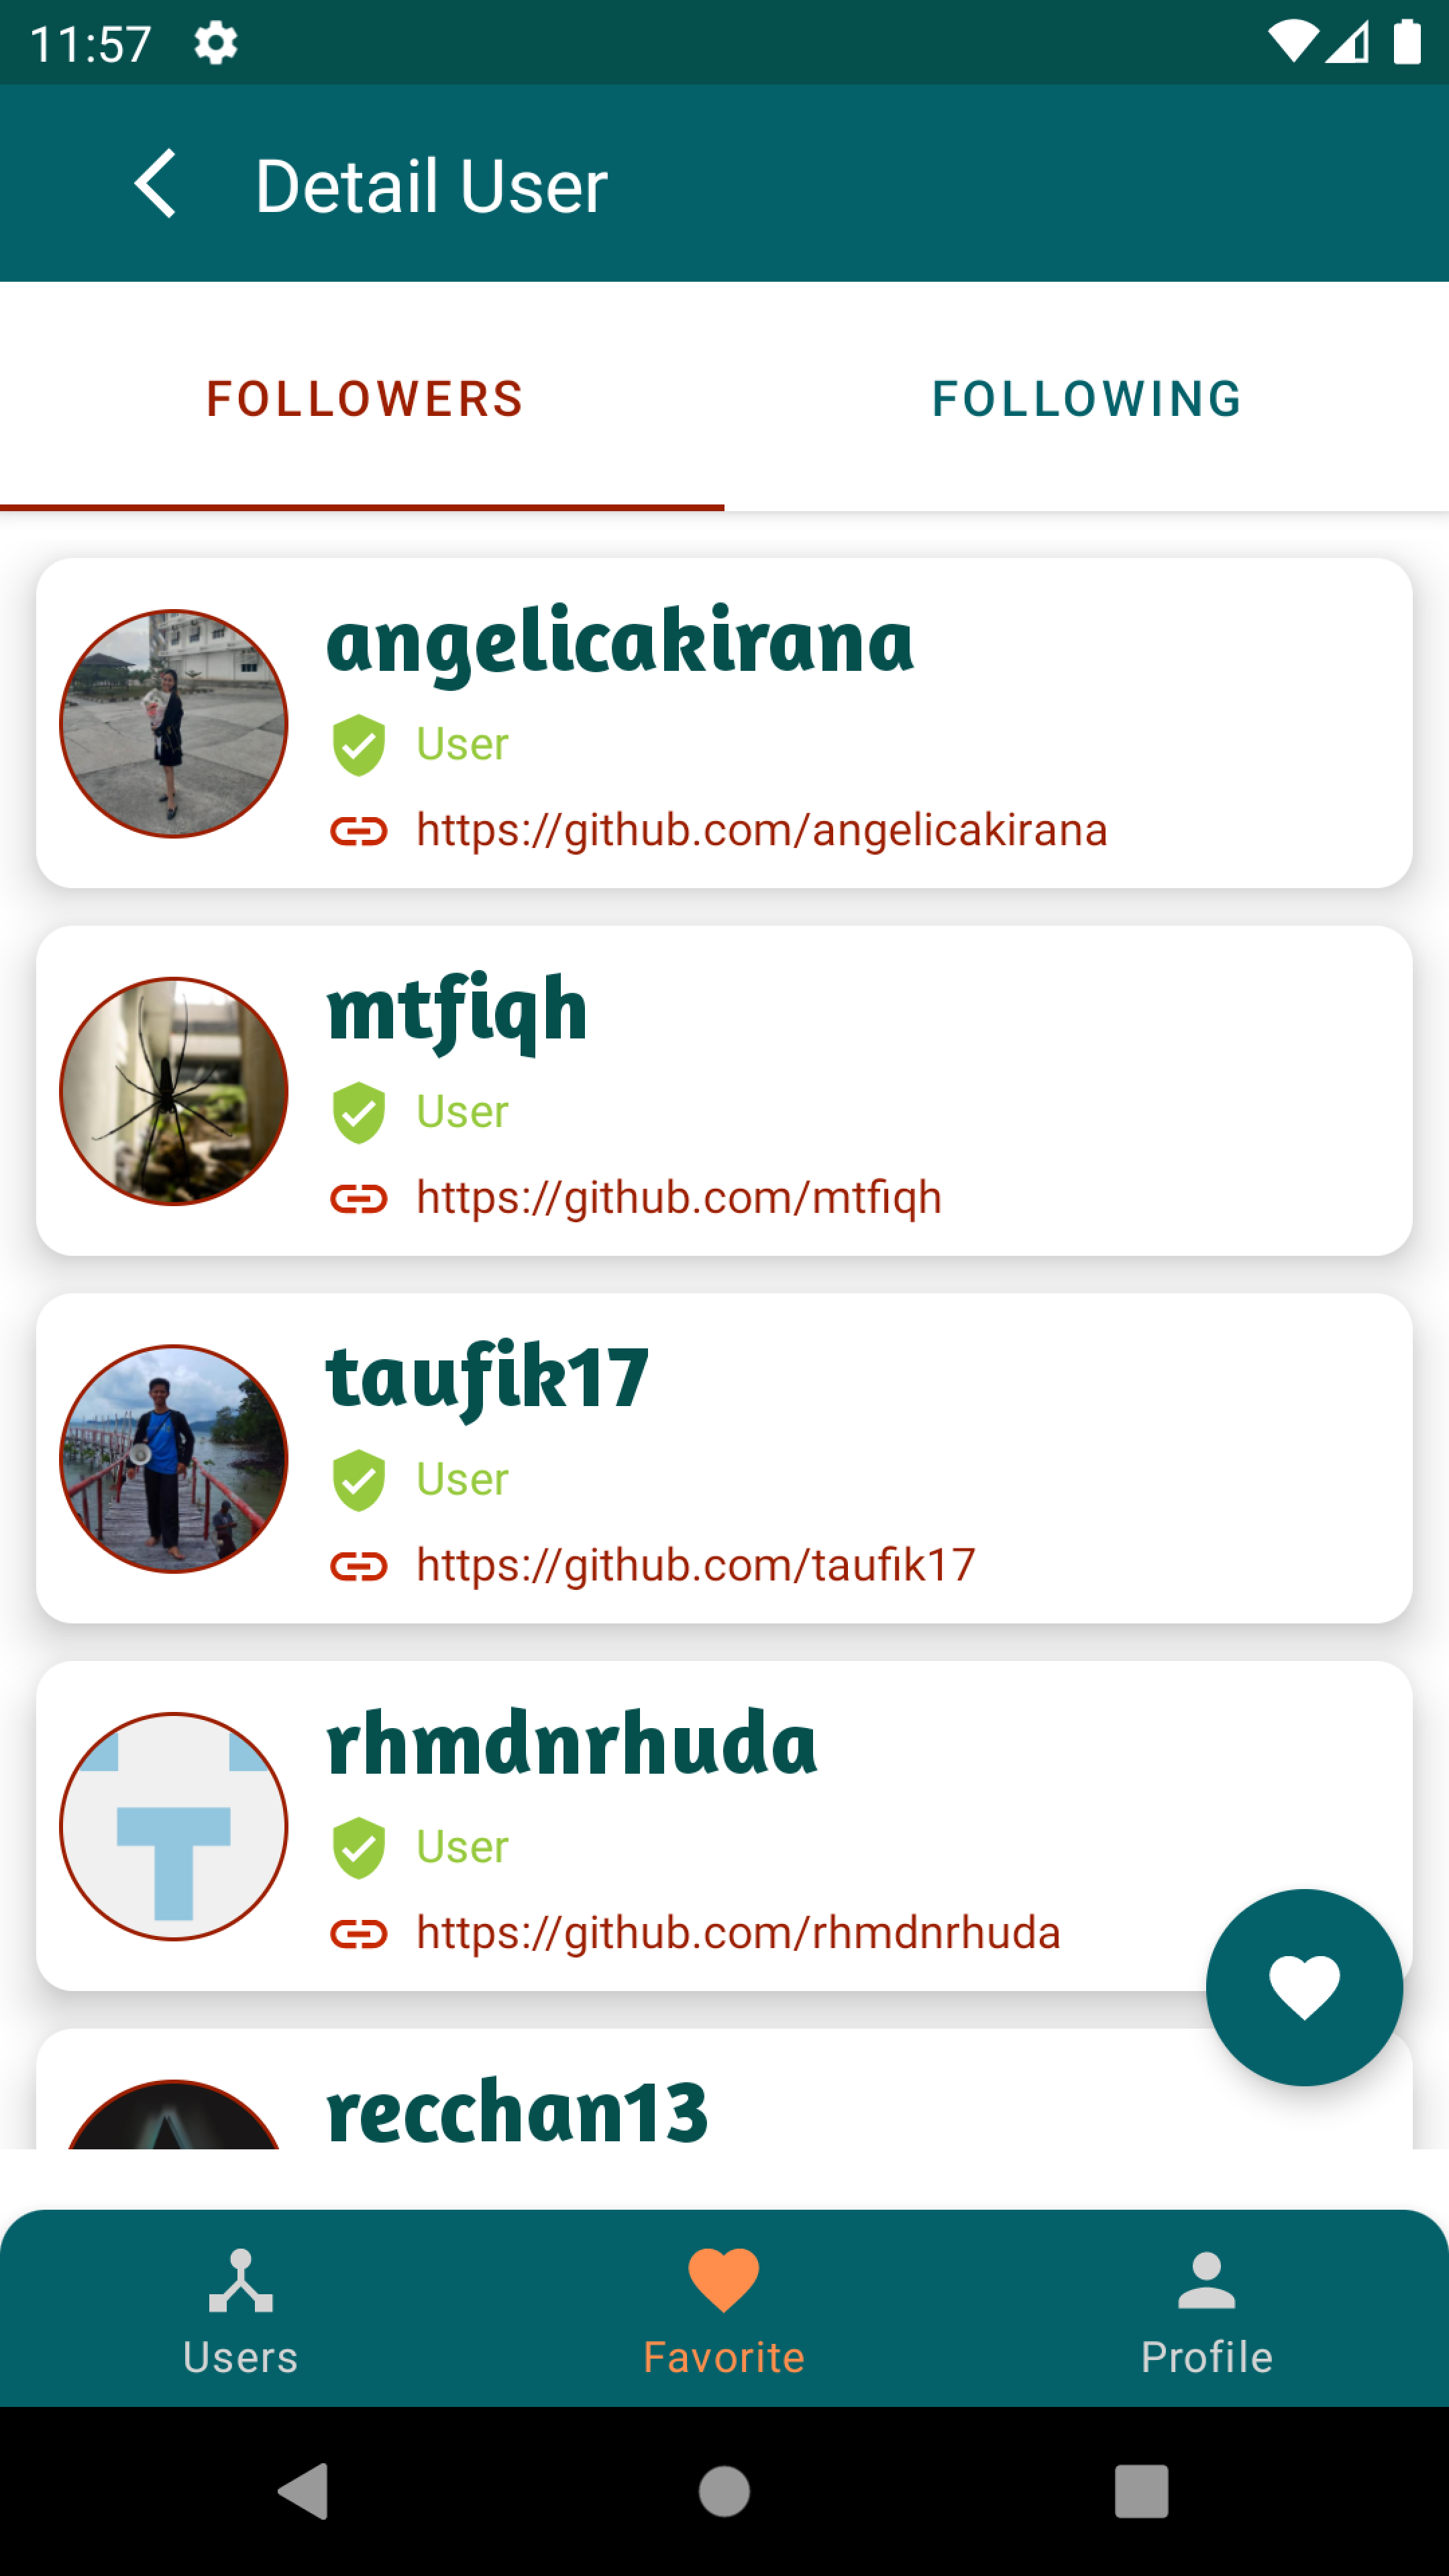 11:57
Detail User
FOLLOWERS
FOLLOWING
angelicakirana
User
https://github.com/angelicakirana
mtfiqh
User
https://github.com/mtfiqh
taufik17
User
https://github.com/taufik17
rhmdnrhuda
User
https://github.com/rhmdnrhuda
recchan13
Users
Favorite
Profile